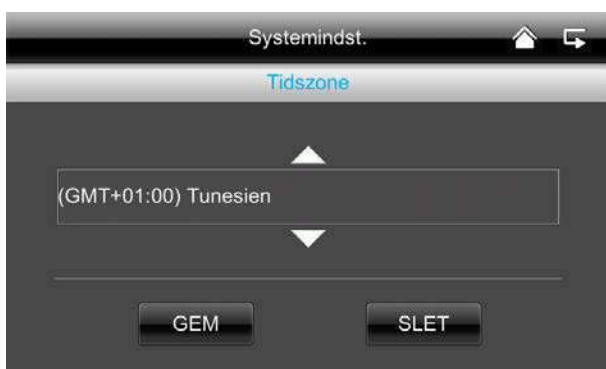 Systemindst.
Tidszone
(GMT+01:00) Tunesien
GEM SLET